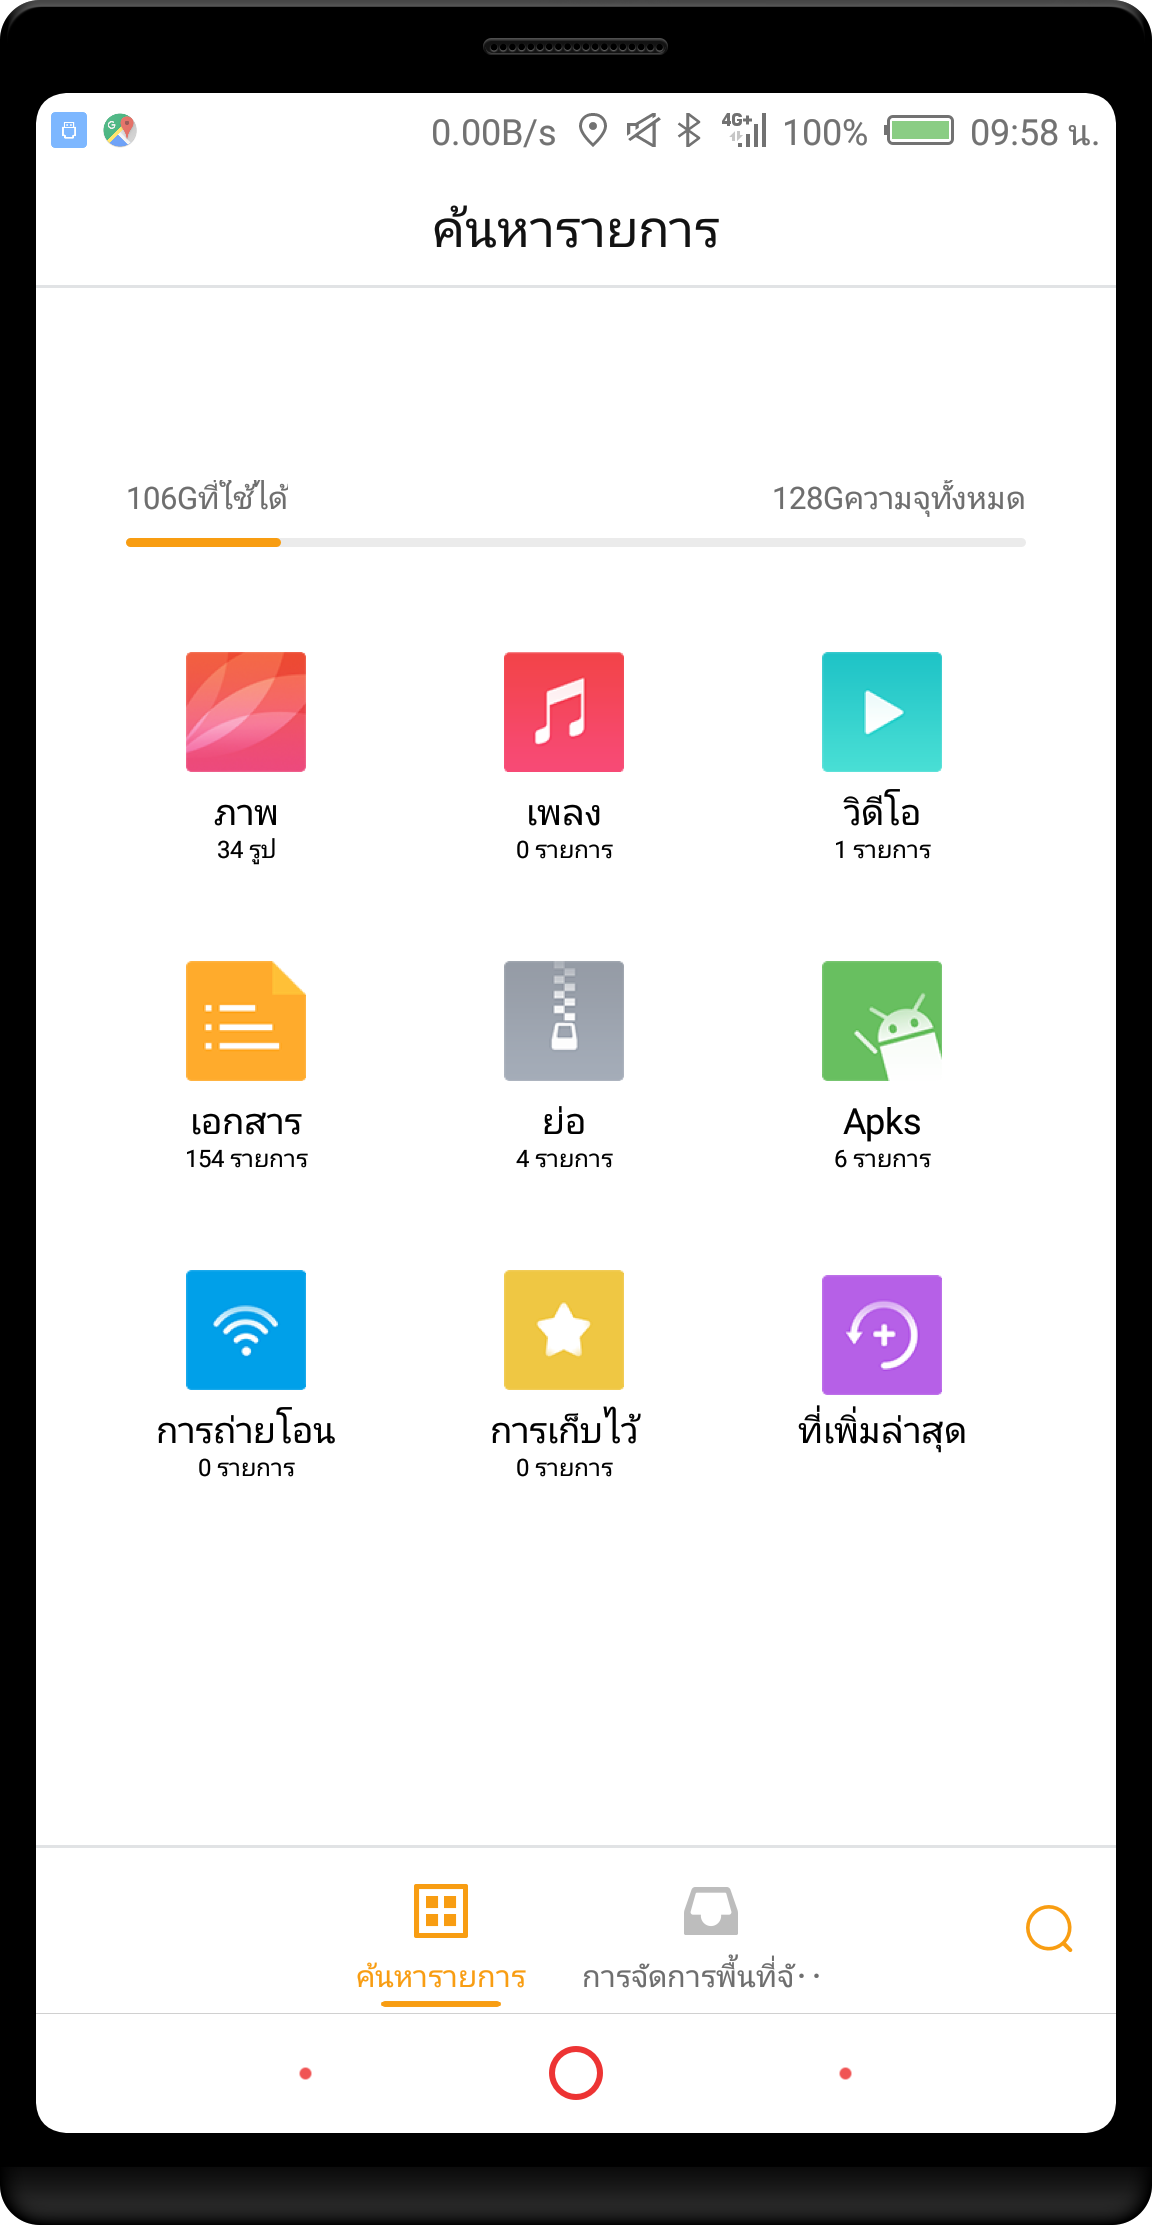 0.00B/s 4G+ 100% 09:58 น.
ค้นหารายการ
106Gที่ใช้ได้ 128Gความจุทั้งหมด
ภาพ เพลง วิดีโอ
34 รูป 0 รายการ 1 รายการ
เอกสาร ย่อ Apks
154 รายการ 4 รายการ 6 รายการ
การถ่ายโอน การเก็บไว้ ที่เพิ่มล่าสุด
0 รายการ 0 รายการ
ค้นหารายการ การจัดการพื้นที่จั··